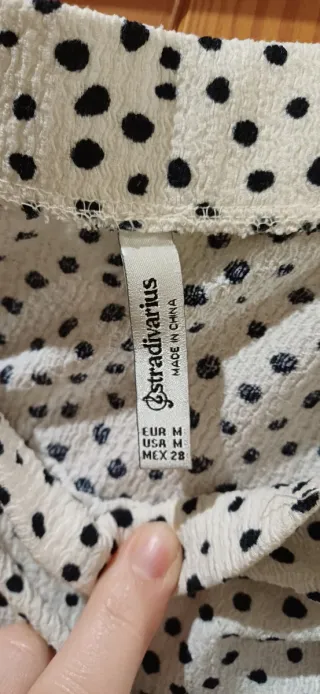 stradivarius
MADE IN CHINA
EUR M
USA M
MEX 28